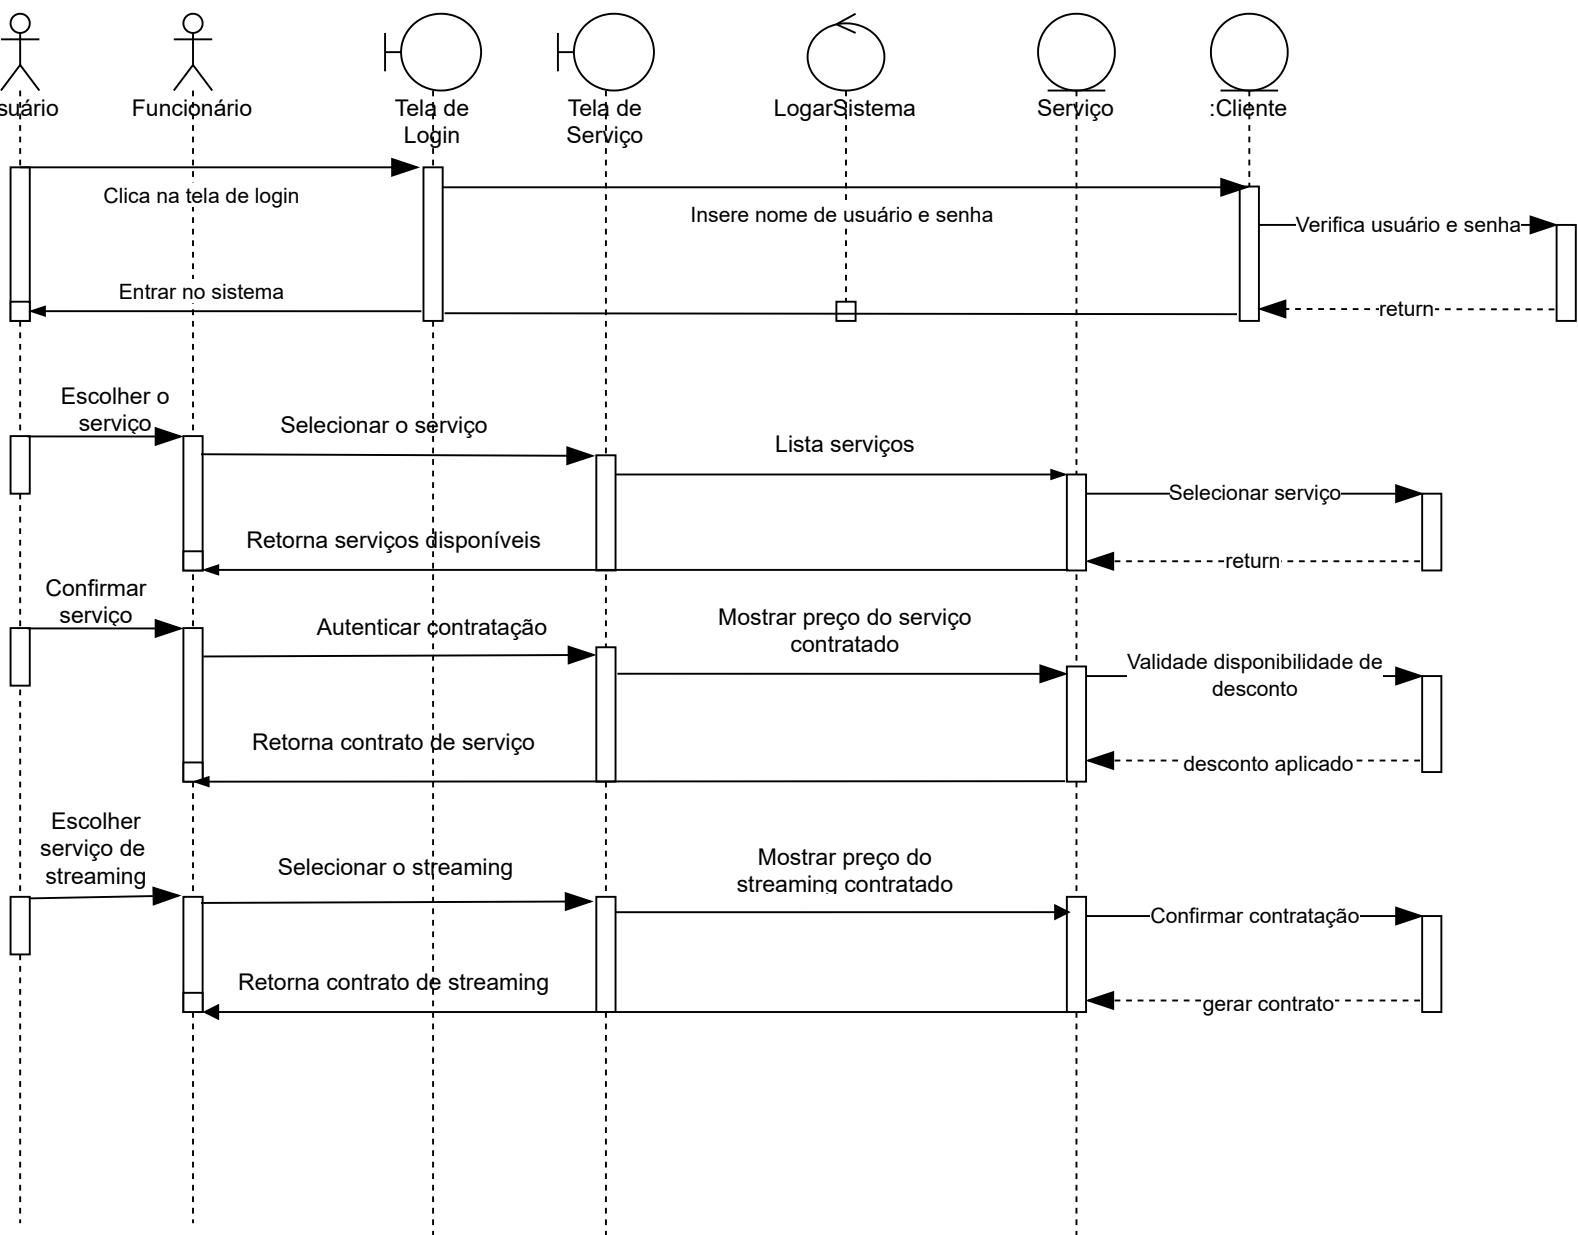 suário
Funcionário
Tela de
Login
Tela de
Serviço
LogarSistema
Serviço
:Cliente
Clica na tela de login
Insere nome de usuário e senha
Verifica usuário e senha
Entrar no sistema
return
Escolher o
serviço
Selecionar o serviço
Lista serviços
Selecionar serviço
Retorna serviços disponíveis
return
Confirmar
serviço
Autenticar contratação
Mostrar preço do serviço
contratado
Validade disponibilidade de
desconto
Retorna contrato de serviço
desconto aplicado
Escolher
serviço de
streaming
Selecionar o streaming
Mostrar preço do
streaming contratado
Confirmar contratação
Retorna contrato de streaming
gerar contrato